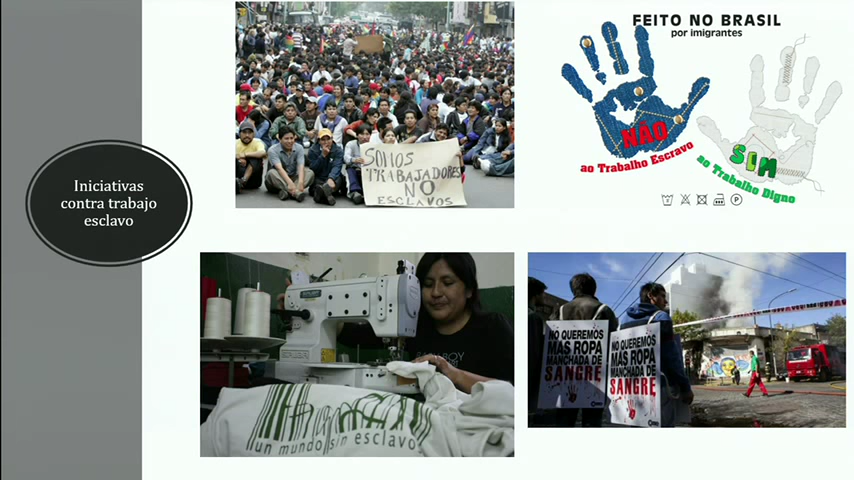 Iniciativas
contra trabajo
esclavo
SOMOS
TRABAJADORES
NO
ESCLAVOS
FEITO NO BRASIL
por imigrantes
NÃO
ao Trabalho Escravo
SIM
ao Trabalho Digno
P
un mundo sin esclavo
NO QUEREMOS
MAS ROPA
MANCHADA DE
SANGRE
NO QUEREMOS
MAS ROPA
MANCHADA DE
SANGRE